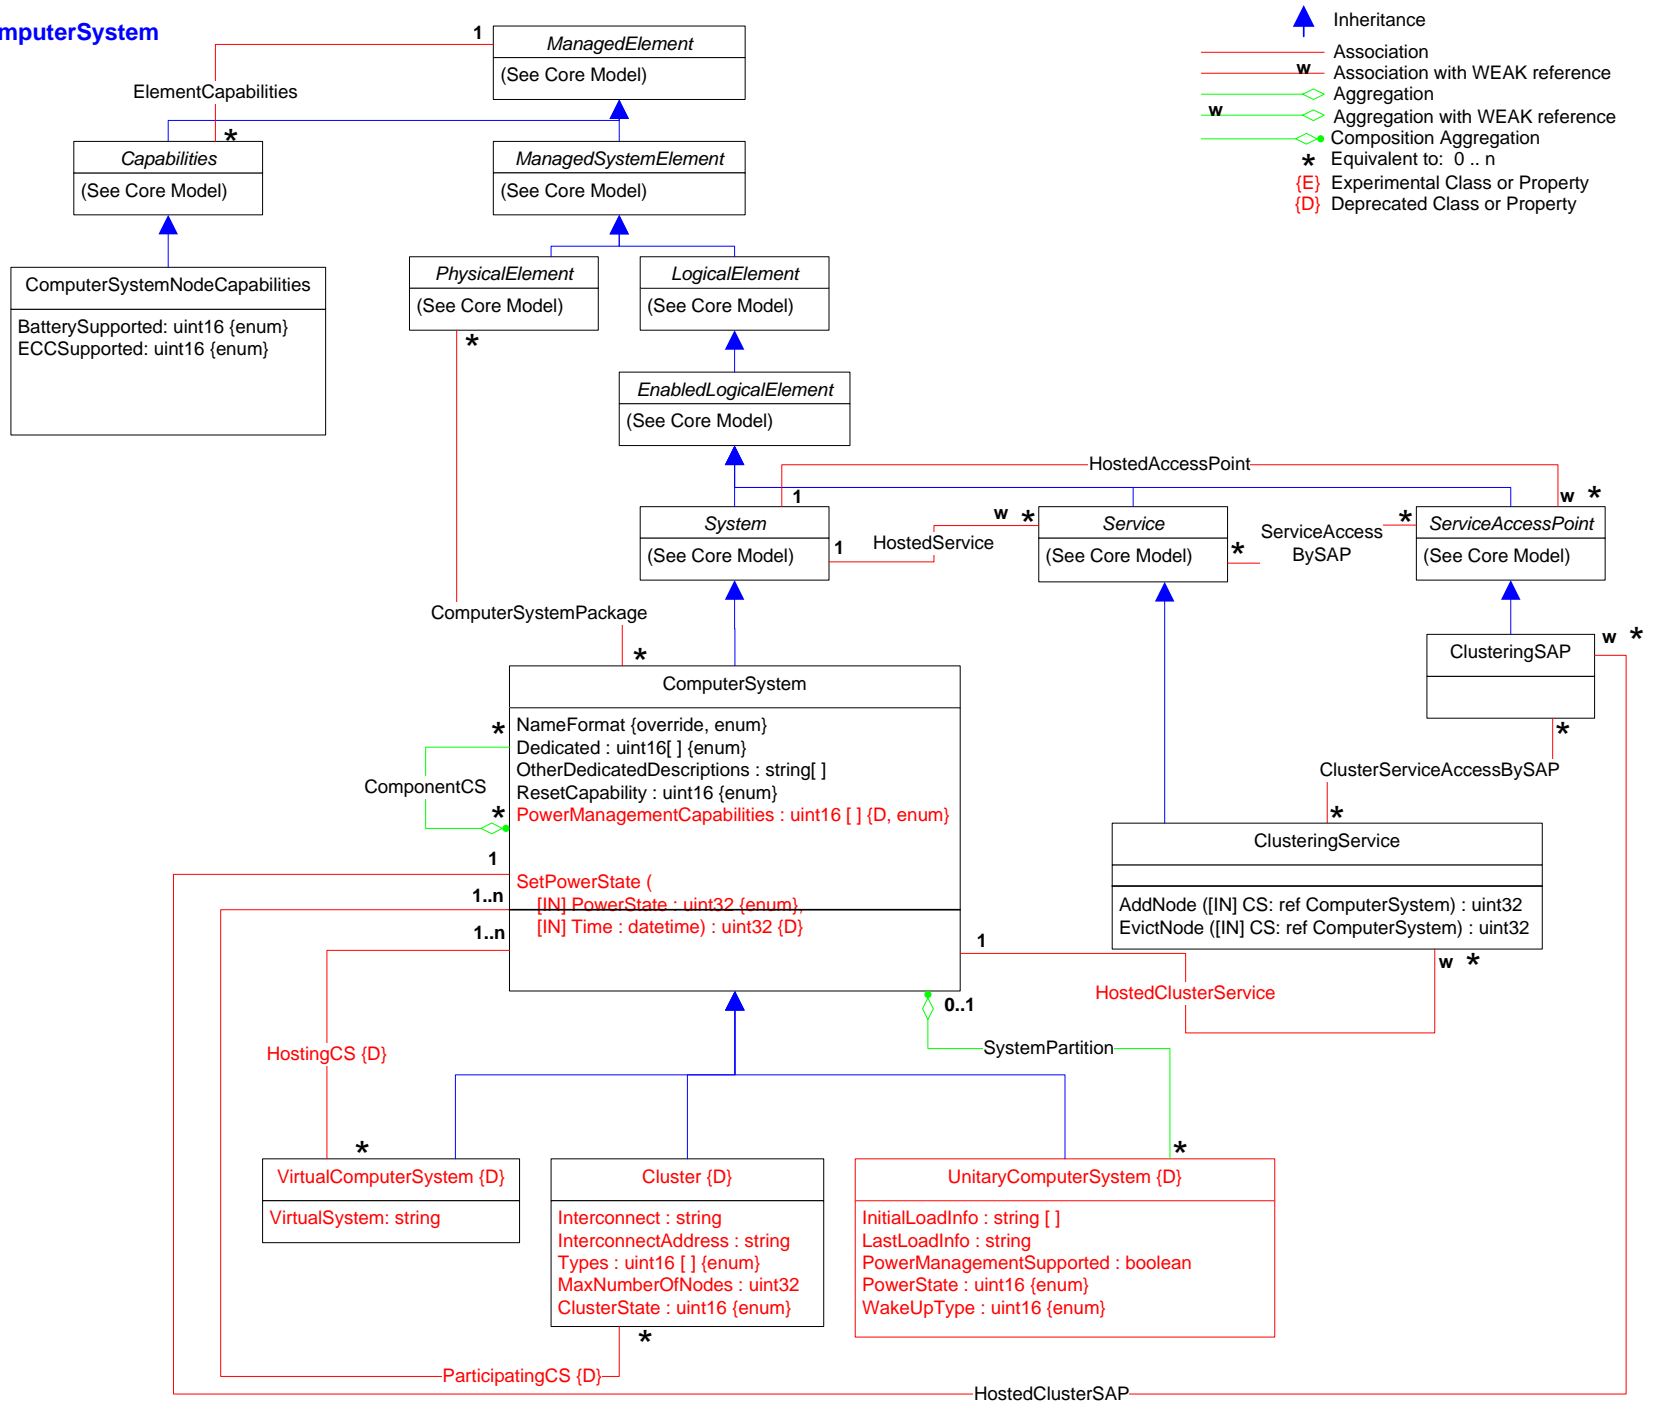 mputerSystem
Inheritance
Association
w Association with WEAK reference
Aggregation
w Aggregation with WEAK reference
Composition Aggregation
* Equivalent to: 0 .. n
{E} Experimental Class or Property
{D} Deprecated Class or Property
1
ManagedElement
(See Core Model)
ElementCapabilities
*
Capabilities
(See Core Model)
ManagedSystemElement
(See Core Model)
ComputerSystemNodeCapabilities
BatterySupported: uint16 {enum}
ECCSupported: uint16 {enum}
PhysicalElement
(See Core Model)
*
LogicalElement
(See Core Model)
EnabledLogicalElement
(See Core Model)
HostedAccessPoint
1
w *
System
(See Core Model)
1
HostedService
w *
Service
(See Core Model)
*
ServiceAccess
BySAP
*
ServiceAccessPoint
(See Core Model)
ComputerSystemPackage
*
w *
ClusteringSAP
*
ClusterServiceAccessBySAP
*
ComputerSystem
NameFormat {override, enum}
Dedicated : uint16[ ] {enum}
OtherDedicatedDescriptions : string[ ]
ResetCapability : uint16 {enum}
PowerManagementCapabilities : uint16 [ ] {D, enum}
SetPowerState (
[IN] PowerState : uint32 {enum},
[IN] Time : datetime) : uint32 {D}
*
ComponentCS
*
1
1..n
1..n
ClusteringService
AddNode ([IN] CS: ref ComputerSystem) : uint32
EvictNode ([IN] CS: ref ComputerSystem) : uint32
1
w *
HostedClusterService
0..1
SystemPartition
*
HostingCS {D}
*
VirtualComputerSystem {D}
VirtualSystem: string
Cluster {D}
Interconnect : string
InterconnectAddress : string
Types : uint16 [ ] {enum}
MaxNumberOfNodes : uint32
ClusterState : uint16 {enum}
*
UnitaryComputerSystem {D}
InitialLoadInfo : string [ ]
LastLoadInfo : string
PowerManagementSupported : boolean
PowerState : uint16 {enum}
WakeUpType : uint16 {enum}
ParticipatingCS {D}
HostedClusterSAP